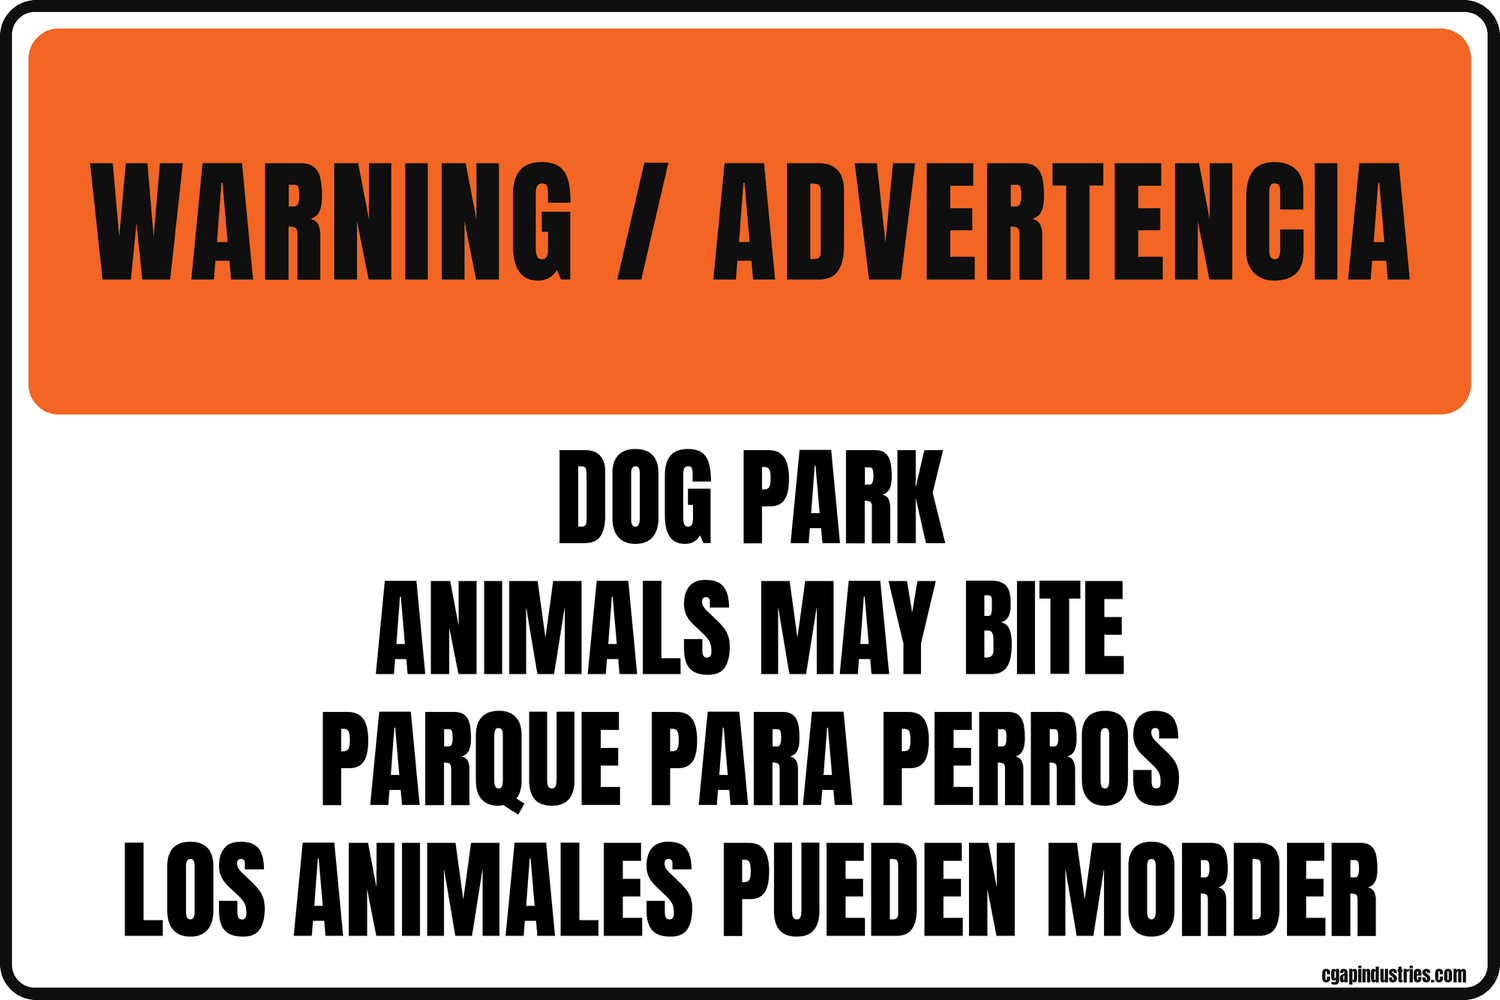 WARNING / ADVERTENCIA
DOG PARK
ANIMALS MAY BITE
PARQUE PARA PERROS
LOS ANIMALES PUEDEN MORDER
cgapindustries.com